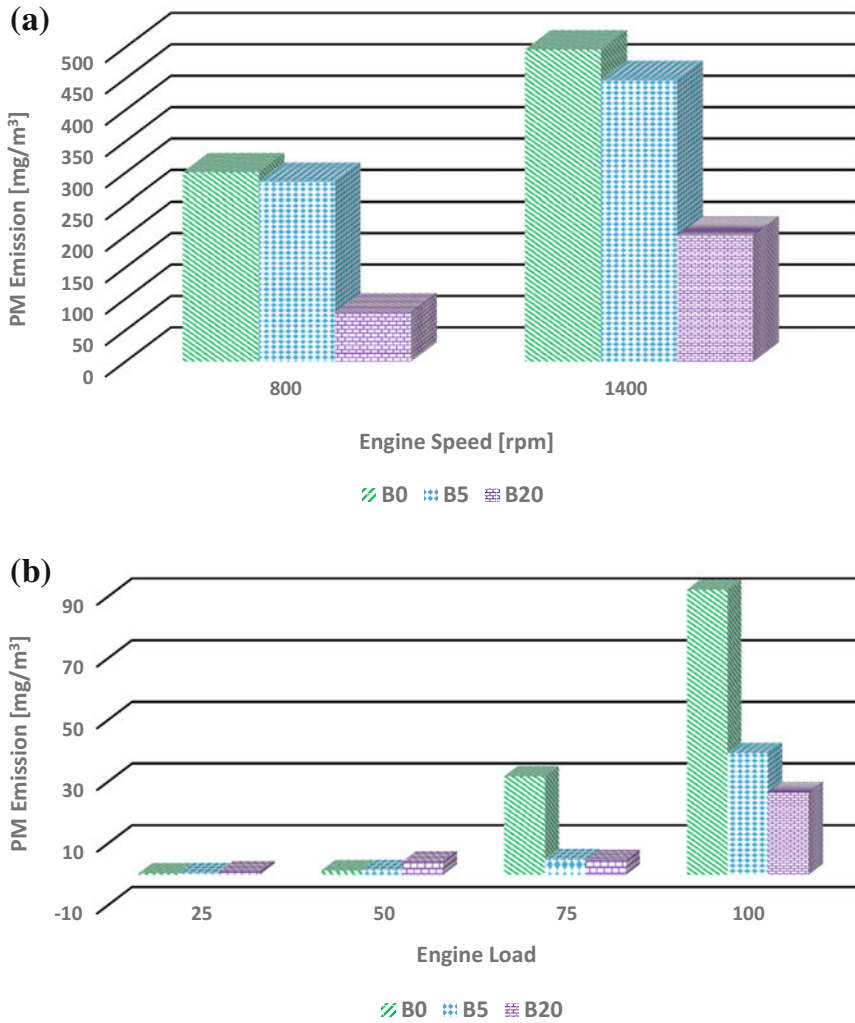 (a)
PM Emission [mg/m³]
500
450
400
350
300
250
200
150
100
50
0
800 1400
Engine Speed [rpm]
B0 B5 B20
(b)
PM Emission [mg/m³]
90
70
50
30
10
-10
25 50 75 100
Engine Load
B0 B5 B20